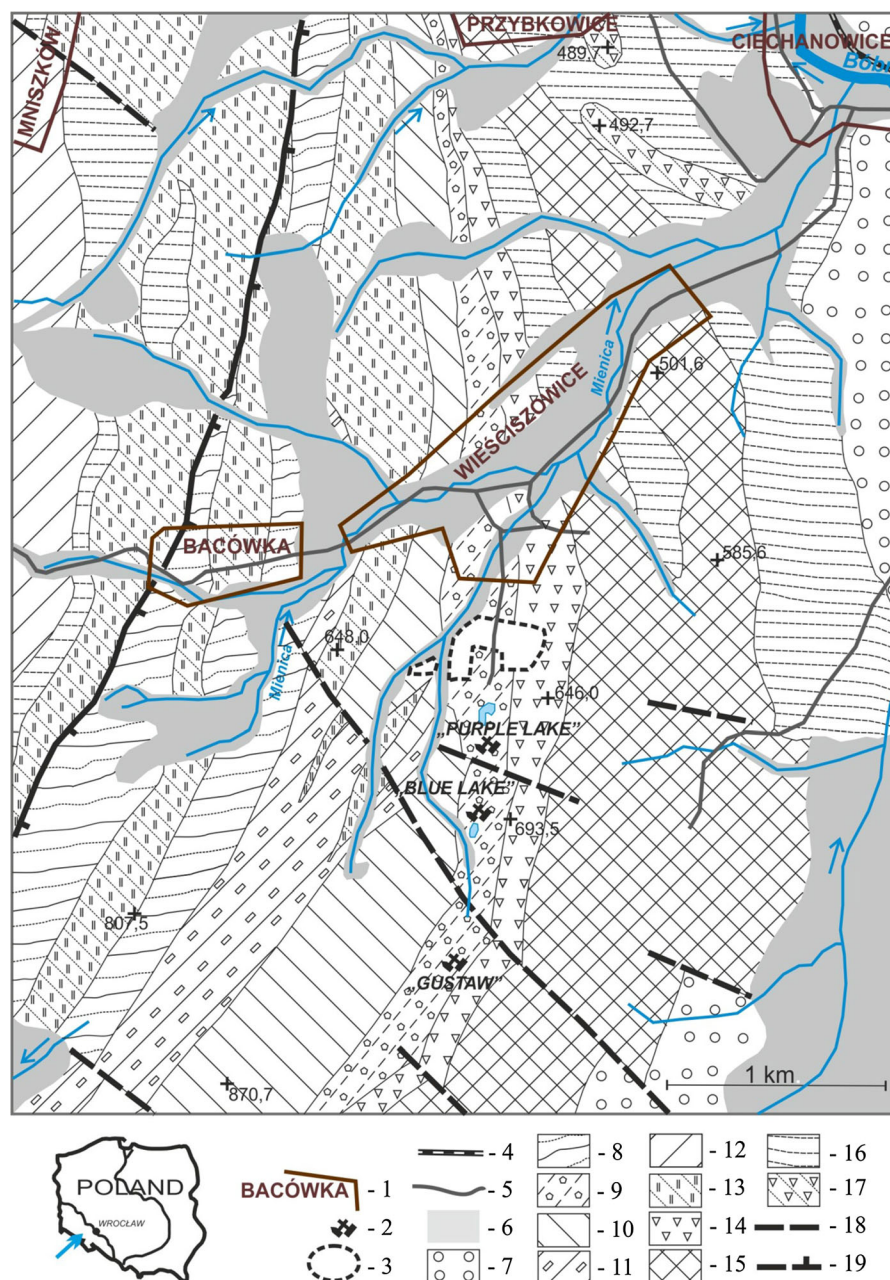 MNISZKÓW
PRZYBKOWICE
CIECHANOWICE
489,7
492,7
Mienica
501,6
WIEŚCISZOWICE
BACÓWKA
585,6
648,0
Mienica
646,0
„PURPLE LAKE”
„BLUE LAKE”
693,5
807,5
„GUSTAW”
870,7
1 km
POLAND
WROCŁAW
BACÓWKA - 1
- 2
- 3
- 4
- 5
- 6
- 7
- 8
- 9
- 10
- 11
- 12
- 13
- 14
- 15
- 16
- 17
- 18
- 19